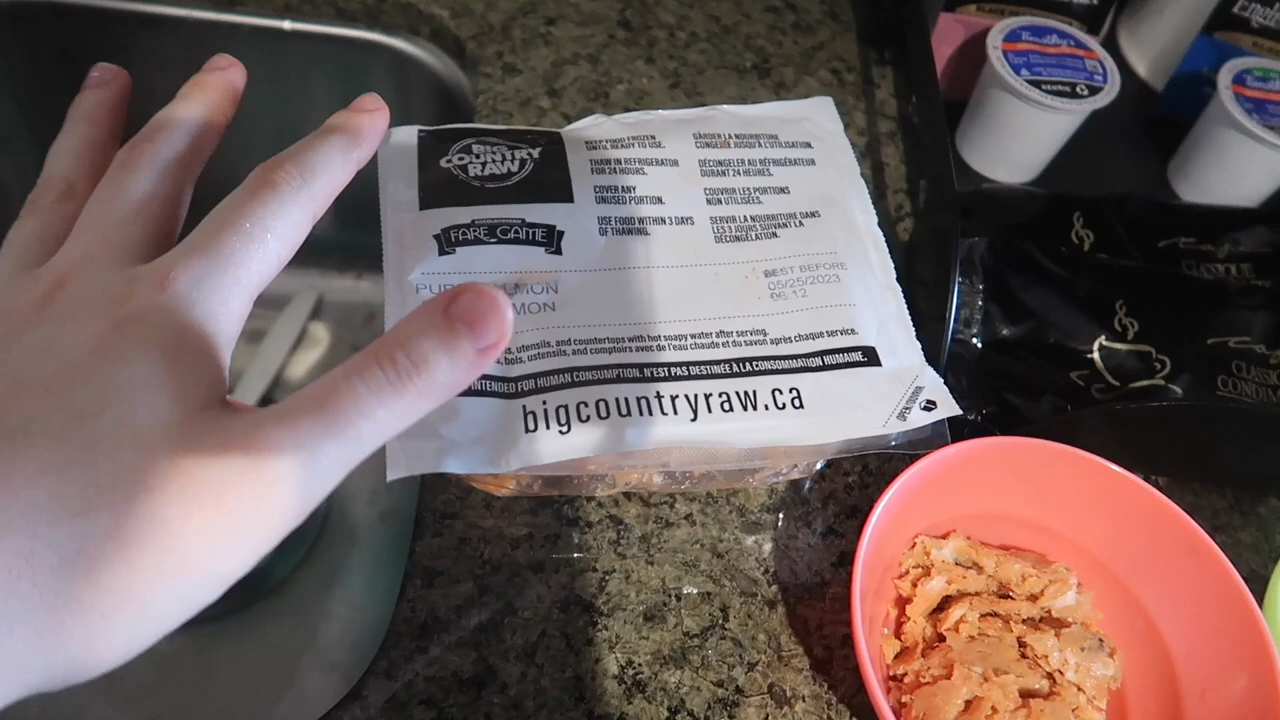 BIG
COUNTRY
RAW
BIGCOUNTRYRAW
FARE GAME
KEEP FOOD FROZEN
UNTIL READY TO USE.
THAW IN REFRIGERATOR
FOR 24 HOURS.
COVER ANY
UNUSED PORTION.
USE FOOD WITHIN 3 DAYS
OF THAWING.
GARDER LA NOURRITURE
CONGELÉE JUSQU'À L'UTILISATION.
DÉCONGELER AU RÉFRIGÉRATEUR
DURANT 24 HEURES.
COUVRIR LES PORTIONS
NON UTILISÉES.
SERVIR LA NOURRITURE DANS
LES 3 JOURS SUIVANT LA
DÉCONGÉLATION.
BEST BEFORE
05/25/2023
06:12
utensils, and countertops with hot soapy water after serving.
bols, ustensils, and comptoirs avec de l'eau chaude et du savon après chaque service.
INTENDED FOR HUMAN CONSUMPTION. N'EST PAS DESTINÉE À LA CONSOMMATION HUMAINE.
bigcountryraw.ca
OPEN/OUVRIR
Timothy's
KEURIG
Timothy's